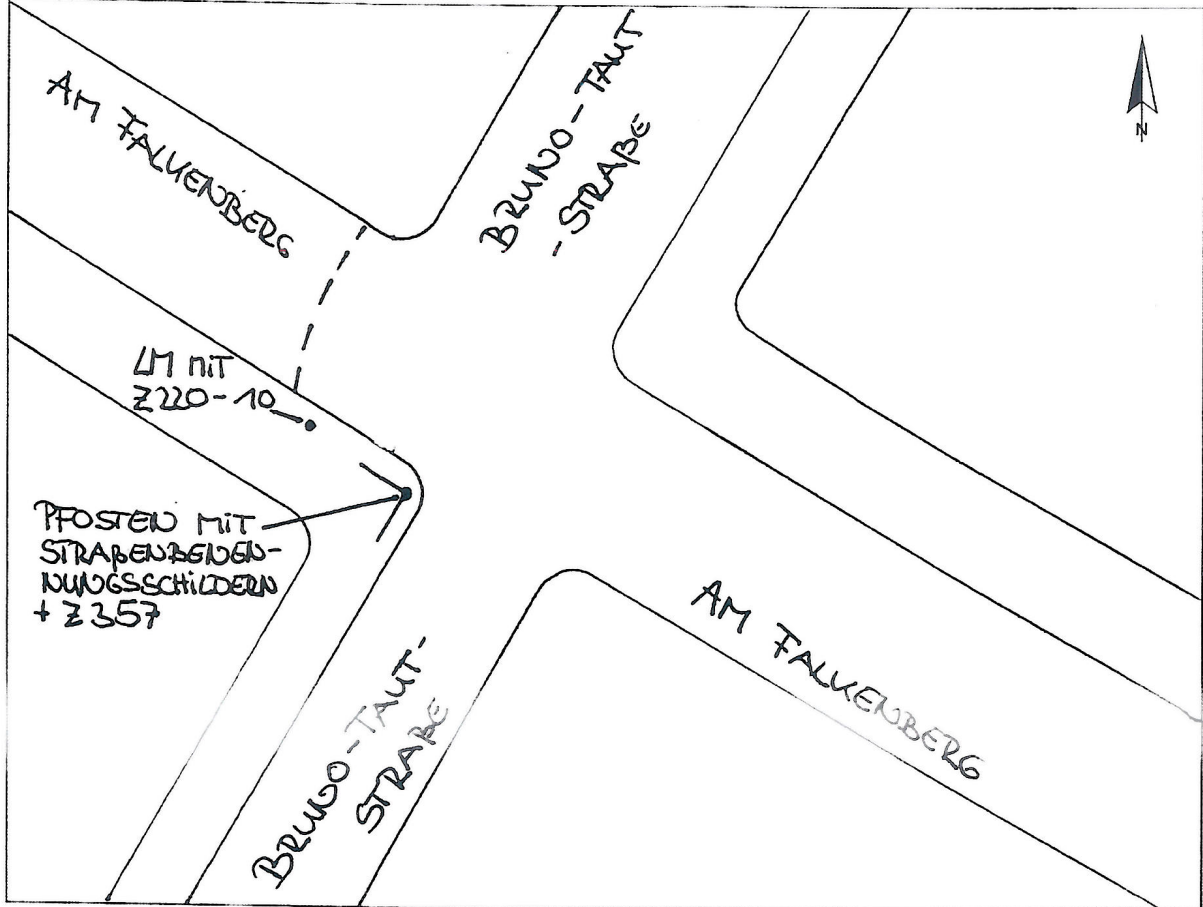 AM FALKENBERG
BRUNO-TAUT
-STRAßE
N
LM MIT
Z220-10
PFOSTEN MIT
STRAßENBENEN-
NUNGSSCHILDERN
+ Z357
AM FALKENBERG
BRUNO-TAUT-
STRAßE